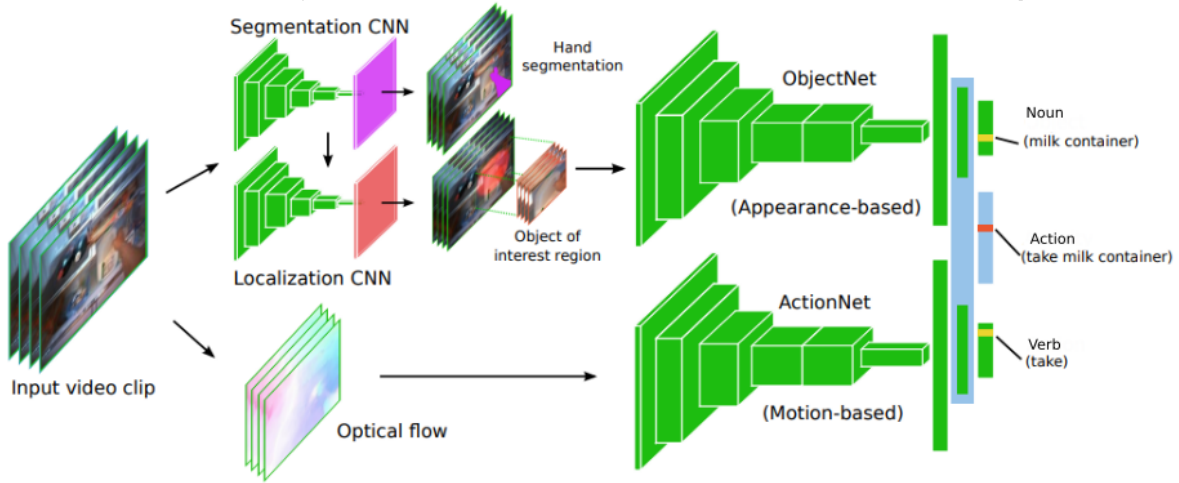 Segmentation CNN
Hand
segmentation
ObjectNet
Noun
(milk container)
(Appearance-based)
Object of
interest region
Localization CNN
Action
(take milk container)
ActionNet
Verb
(take)
Input video clip
Optical flow
(Motion-based)